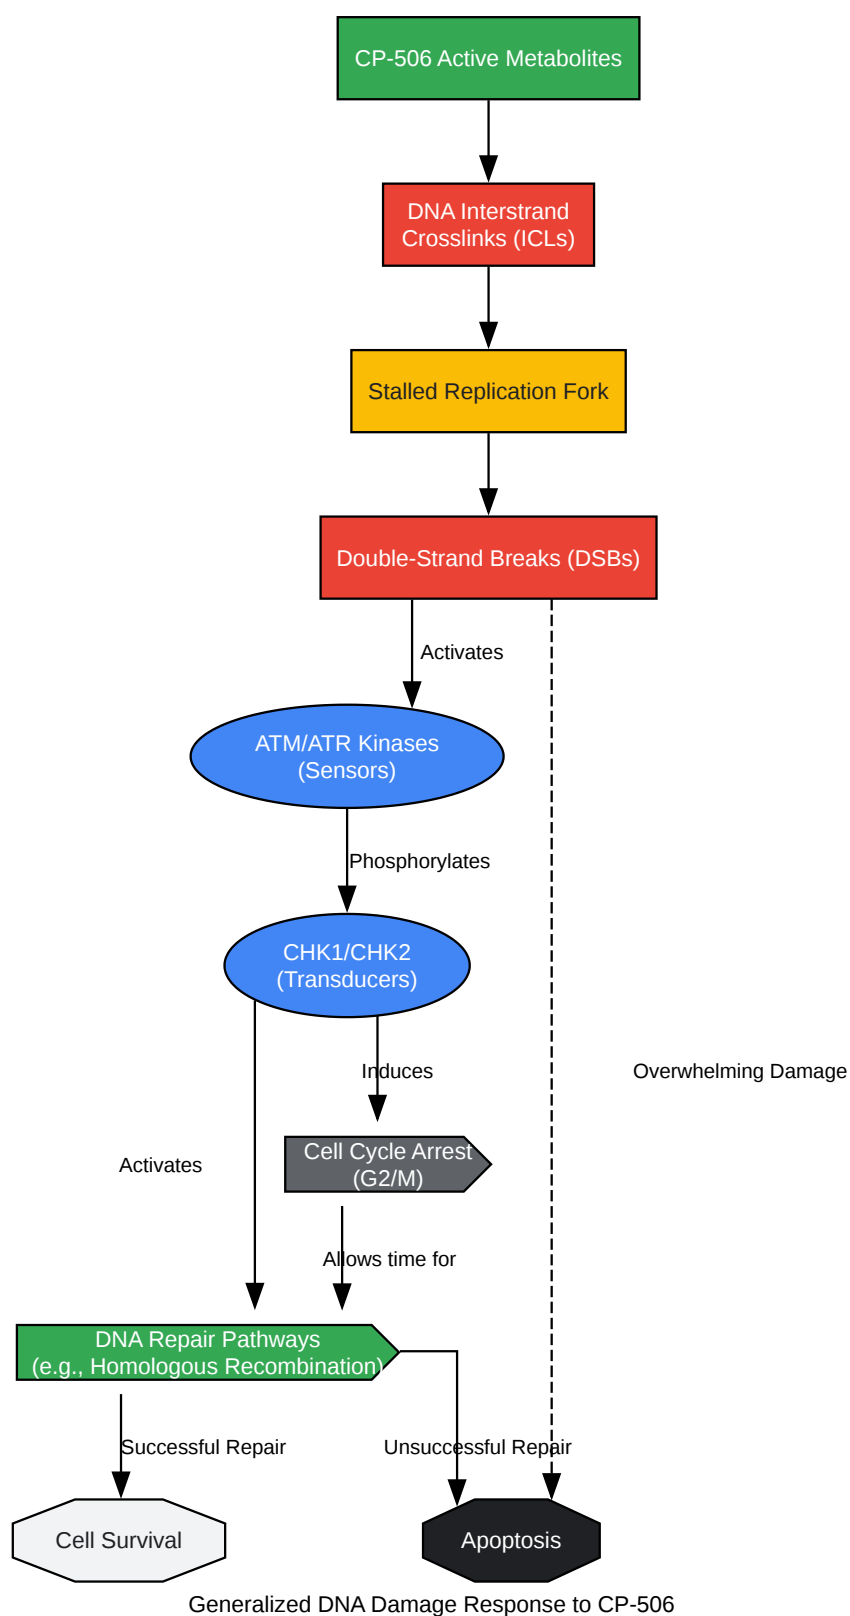 CP-506 Active Metabolites
DNA Interstrand
Crosslinks (ICLs)
Stalled Replication Fork
Double-Strand Breaks (DSBs)
Activates
ATM/ATR Kinases
(Sensors)
Phosphorylates
CHK1/CHK2
(Transducers)
Induces
Overwhelming Damage
Cell Cycle Arrest
(G2/M)
Activates
Allows time for
DNA Repair Pathways
(e.g., Homologous Recombination)
Successful Repair
Unsuccessful Repair
Cell Survival
Apoptosis
Generalized DNA Damage Response to CP-506